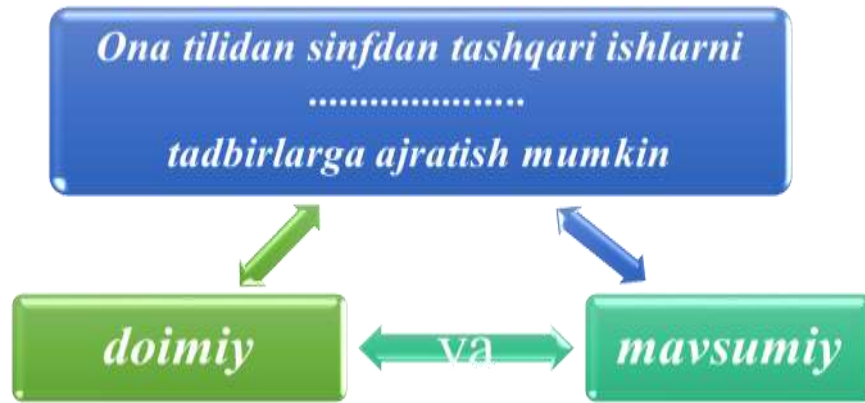 Ona tilidan sinfdan tashqari ishlarni
.....................
tadbirlarga ajratish mumkin
doimiy
va
mavsumiy